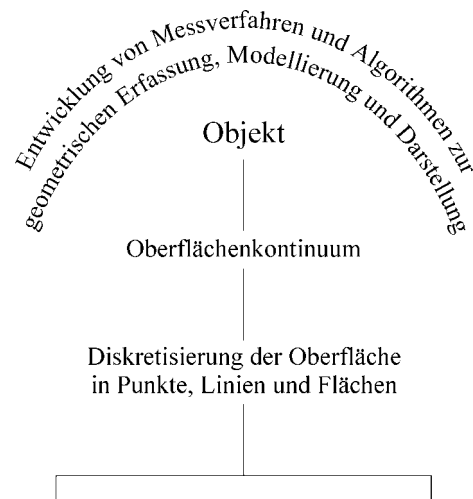 Entwicklung von Messverfahren und Algorithmen zur
geometrischen Erfassung, Modellierung und Darstellung
Objekt
Oberflächenkontinuum
Diskretisierung der Oberfläche
in Punkte, Linien und Flächen